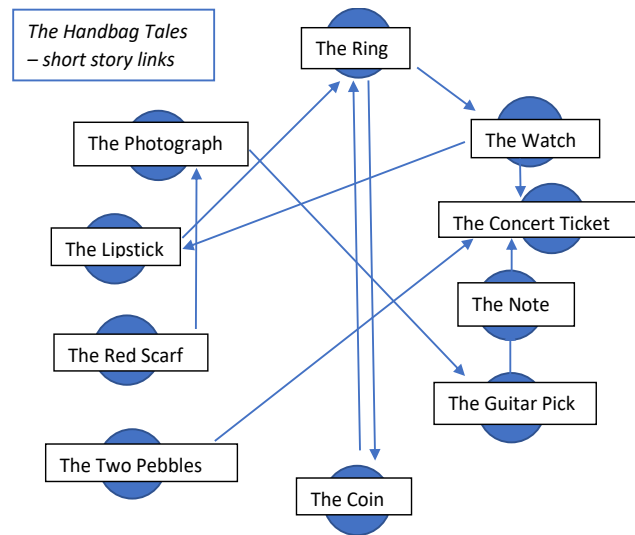 The Handbag Tales
– short story links
The Ring
The Photograph
The Watch
The Concert Ticket
The Lipstick
The Note
The Red Scarf
The Guitar Pick
The Two Pebbles
The Coin